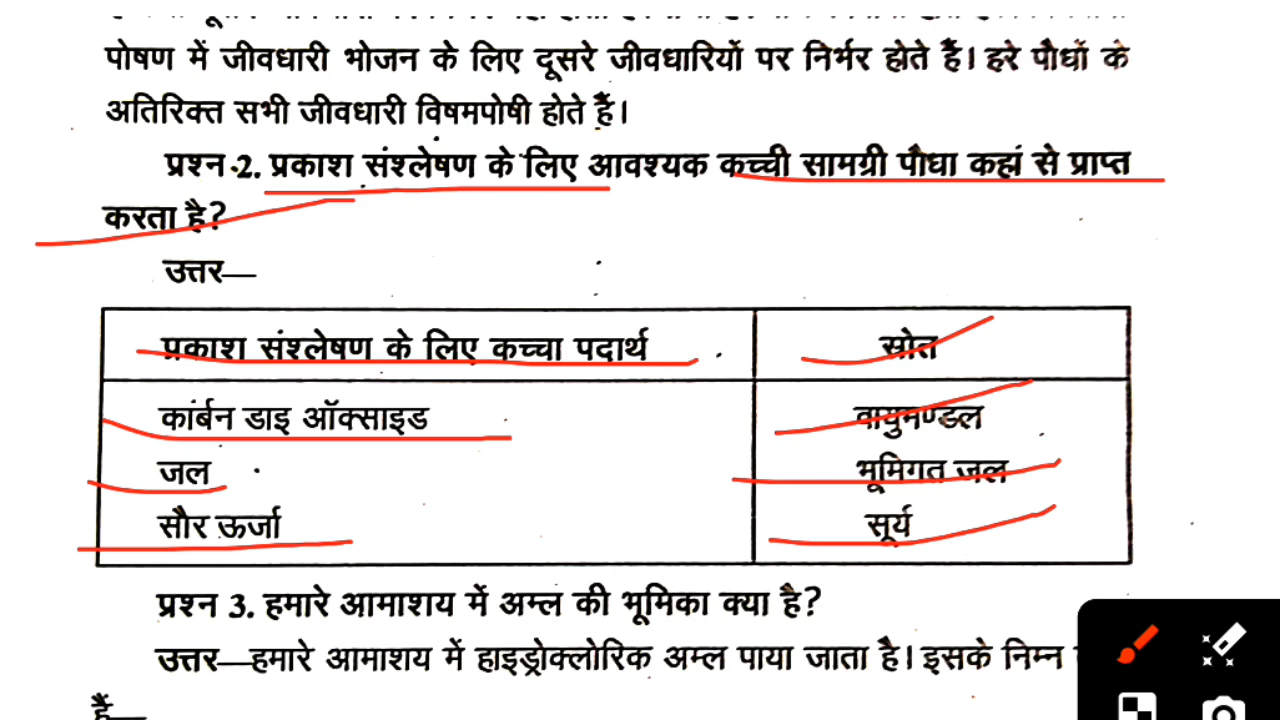 पोषण में जीवधारी भोजन के लिए दूसरे जीवधारियों पर निर्भर होते हैं। हरे पौधों के
अतिरिक्त सभी जीवधारी विषमपोषी होते हैं।
प्रश्न 2. प्रकाश संश्लेषण के लिए आवश्यक कच्ची सामग्री पौधा कहां से प्राप्त
करता है?
उत्तर—
प्रकाश संश्लेषण के लिए कच्चा पदार्थ स्रोत
कार्बन डाइ ऑक्साइड वायुमण्डल
जल भूमिगत जल
सौर ऊर्जा सूर्य
प्रश्न 3. हमारे आमाशय में अम्ल की भूमिका क्या है?
उत्तर—हमारे आमाशय में हाइड्रोक्लोरिक अम्ल पाया जाता है। इसके निम्न
हैं—